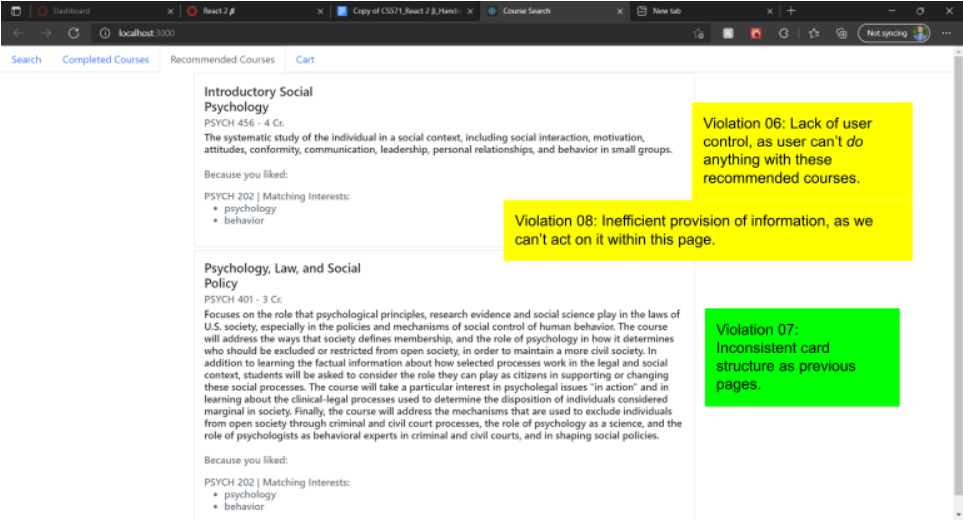 Dashboard
React 2 β
Copy of CS571_React 2 β_Hando
Course Search
New tab
localhost:3000
Not syncing
Search
Completed Courses
Recommended Courses
Cart
Introductory Social
Psychology
PSYCH 456 - 4 Cr.
The systematic study of the individual in a social context, including social interaction, motivation,
attitudes, conformity, communication, leadership, personal relationships, and behavior in small groups.
Because you liked:
PSYCH 202 | Matching Interests:
• psychology
• behavior
Violation 06: Lack of user
control, as user can't do
anything with these
recommended courses.
Violation 08: Inefficient provision of information, as we
can't act on it within this page.
Psychology, Law, and Social
Policy
PSYCH 401 - 3 Cr.
Focuses on the role that psychological principles, research evidence and social science play in the laws of
U.S. society, especially in the policies and mechanisms of social control of human behavior. The course
will address the ways that society defines membership, and the role of psychology in how it determines
who should be excluded or restricted from open society, in order to maintain a more civil society. In
addition to learning the factual information about how selected processes work in the legal and social
context, students will be asked to consider the role they can play as citizens in supporting or changing
these social processes. The course will take a particular interest in psycholegal issues "in action" and in
learning about the clinical-legal processes used to determine the disposition of individuals considered
marginal in society. Finally, the course will address the mechanisms that are used to exclude individuals
from open society through criminal and civil court processes, the role of psychology as a science, and the
role of psychologists as behavioral experts in criminal and civil courts, and in shaping social policies.
Because you liked:
PSYCH 202 | Matching Interests:
• psychology
• behavior
Violation 07:
Inconsistent card
structure as previous
pages.